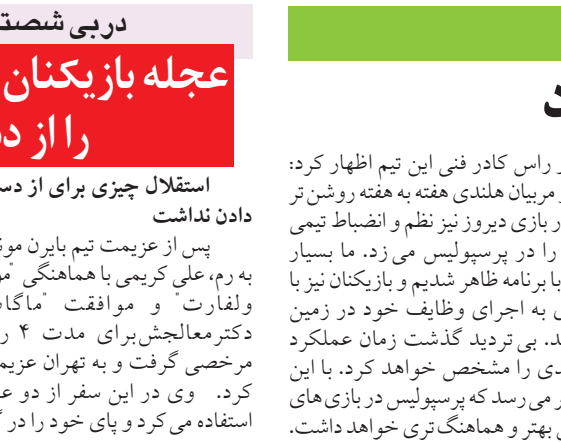 ر راس کادر فنی این تیم اظهار کرد:
مربیان هلندی هفته به هفته روشن تر
ر بازی دیروز نیز نظم و انضباط تیمی
را در پرسپولیس می زد. ما بسیار
با برنامه ظاهر شدیم و بازیکنان نیز با
به اجرای وظایف خود در زمین
د. بی تردید گذشت زمان عملکرد
دی را مشخص خواهد کرد. با این
ر می رسد که پرسپولیس در بازی های
بهتر و هماهنگ تری خواهد داشت.
دربی شصت
عجله بازیکنان
را از د
استقلال چیزی برای از دست
دادن نداشت
پس از عزیمت تیم بایرن مون
به رم، علی کریمی با هماهنگی "مو
ولفارت" و موافقت "ماگا
دکترمعالجش برای مدت ۴ ر
مرخصی گرفت و به تهران عزیم
کرد. وی در این سفر از دو ع
استفاده می کرد و پای خود را در گ